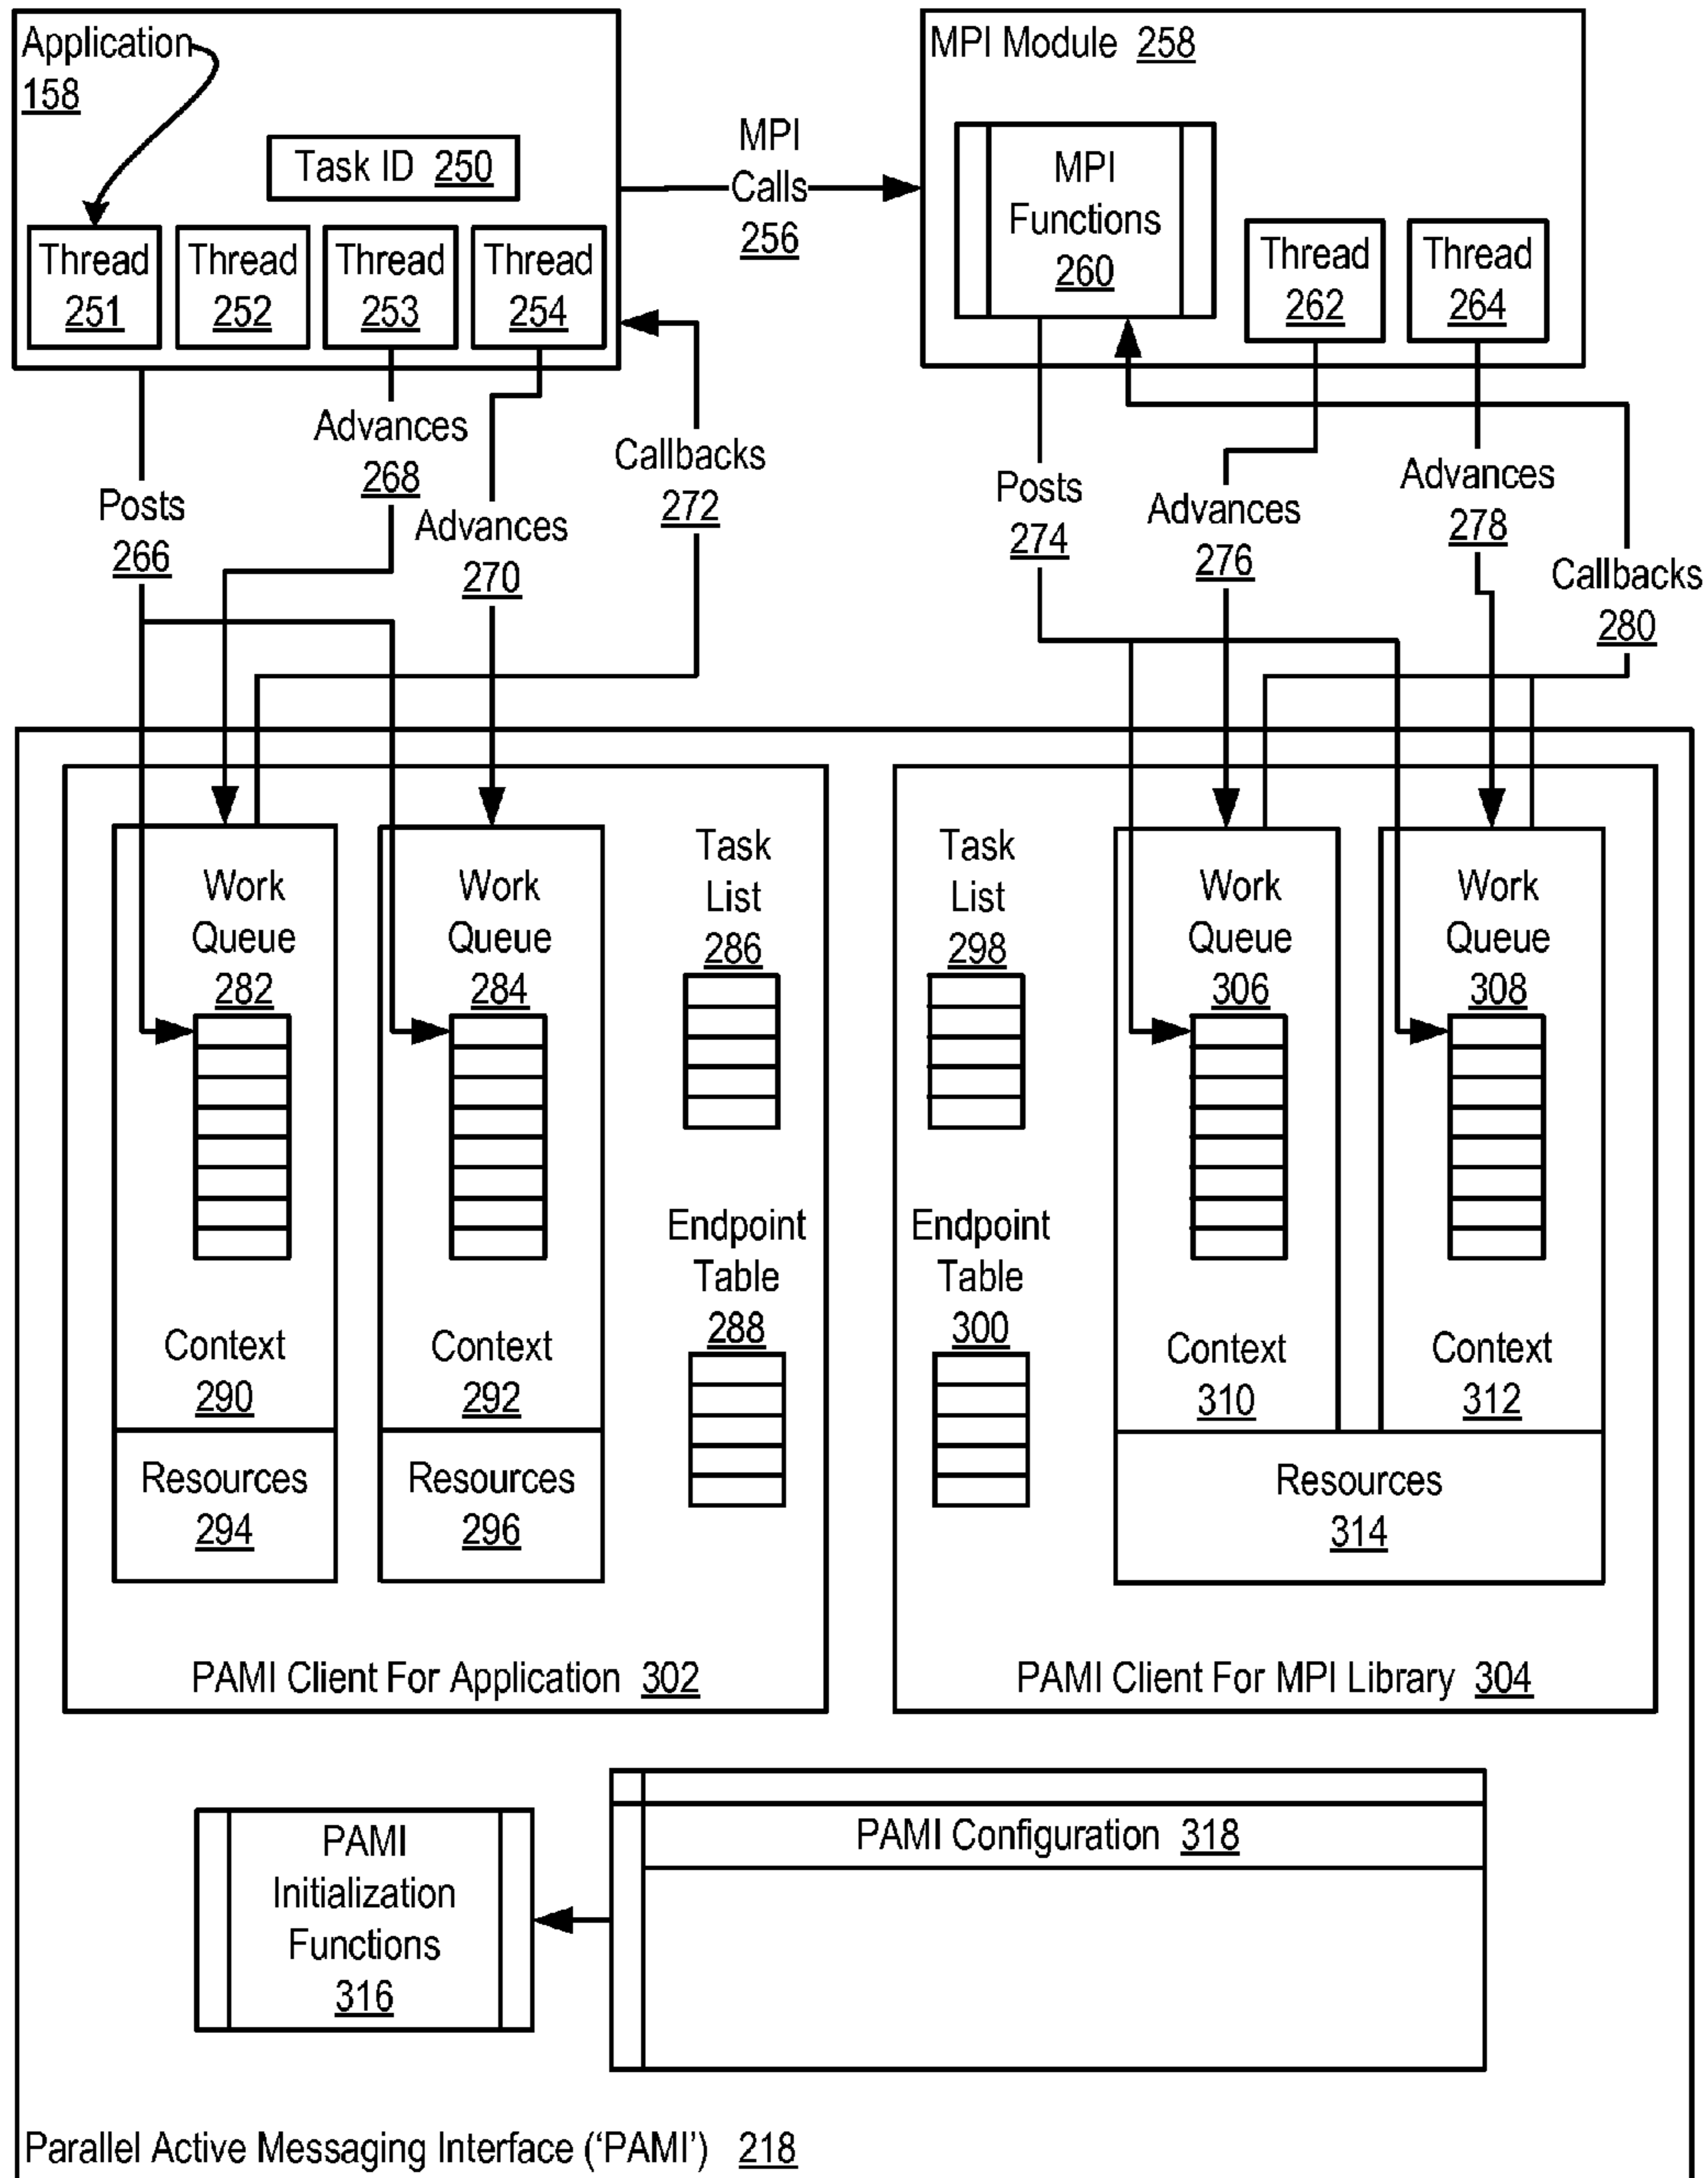 Application
158
Task ID 250
Thread
251
Thread
252
Thread
253
Thread
254
MPI
Calls
256
MPI Module 258
MPI
Functions
260
Thread
262
Thread
264
Posts
266
Advances
268
Advances
270
Callbacks
272
Posts
274
Advances
276
Advances
278
Callbacks
280
Work
Queue
282
Work
Queue
284
Task
List
286
Endpoint
Table
288
Context
290
Context
292
Resources
294
Resources
296
PAMI Client For Application 302
Task
List
298
Endpoint
Table
300
Work
Queue
306
Work
Queue
308
Context
310
Context
312
Resources
314
PAMI Client For MPI Library 304
PAMI
Initialization
Functions
316
PAMI Configuration 318
Parallel Active Messaging Interface (‘PAMI’) 218